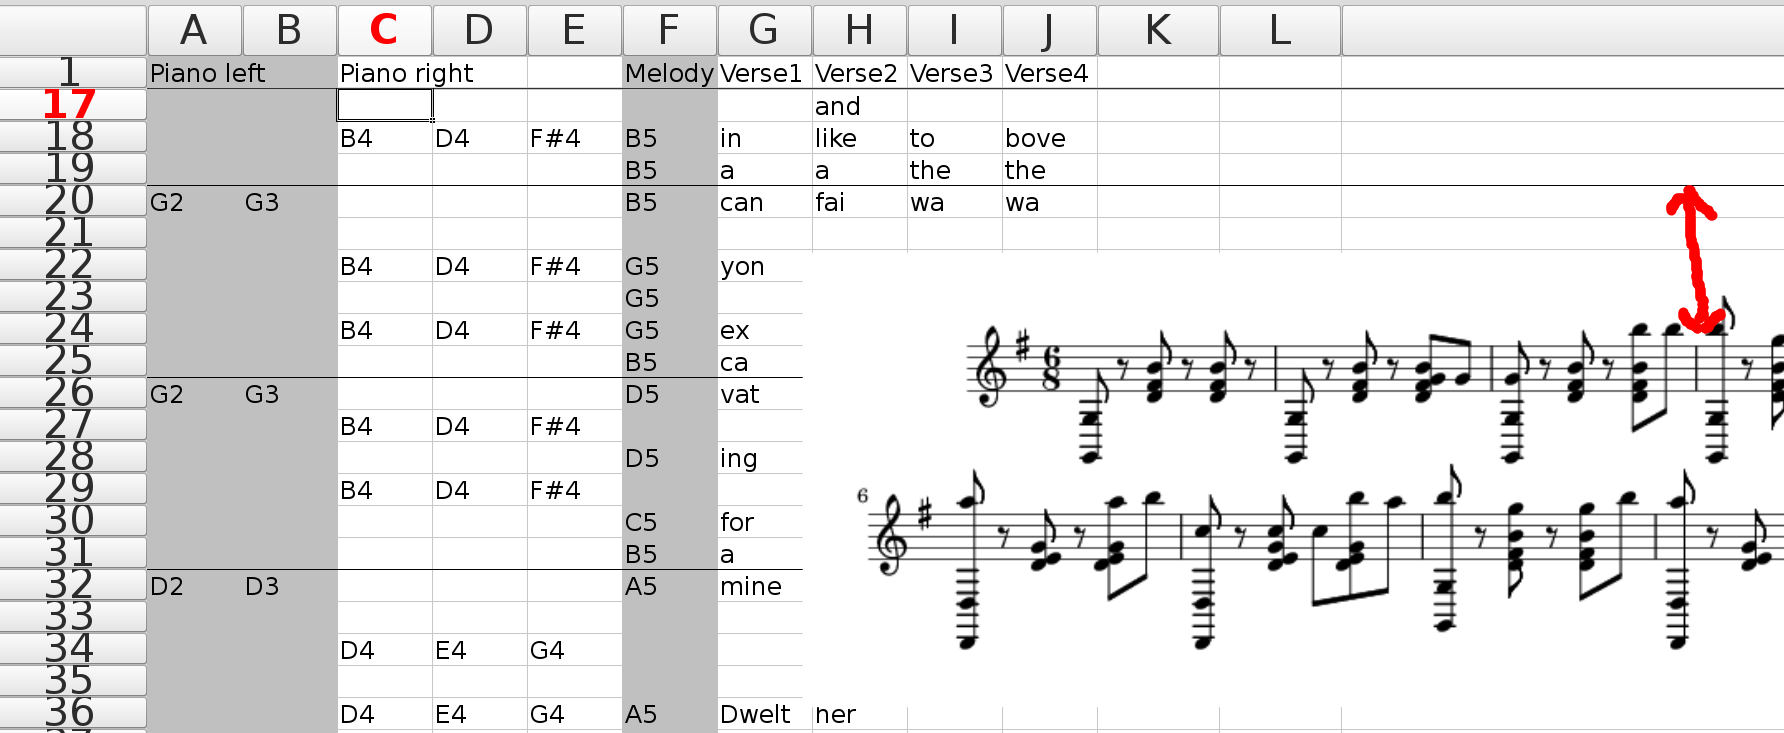 A B C D E F G H I J K L
1 Piano left Piano right Melody Verse1 Verse2 Verse3 Verse4
17 and
18 B4 D4 F#4 B5 in like to bove
19 B5 a a the the
20 G2 G3 B5 can fai wa wa
21
22 B4 D4 F#4 G5 yon
23 G5
24 B4 D4 F#4 G5 ex
25 B5 ca
26 G2 G3 D5 vat
27 B4 D4 F#4
28 D5 ing
29 B4 D4 F#4
30 C5 for
31 B5 a
32 D2 D3 A5 mine
33
34 D4 E4 G4
35
36 D4 E4 G4 A5 Dwelt her
6
8
6